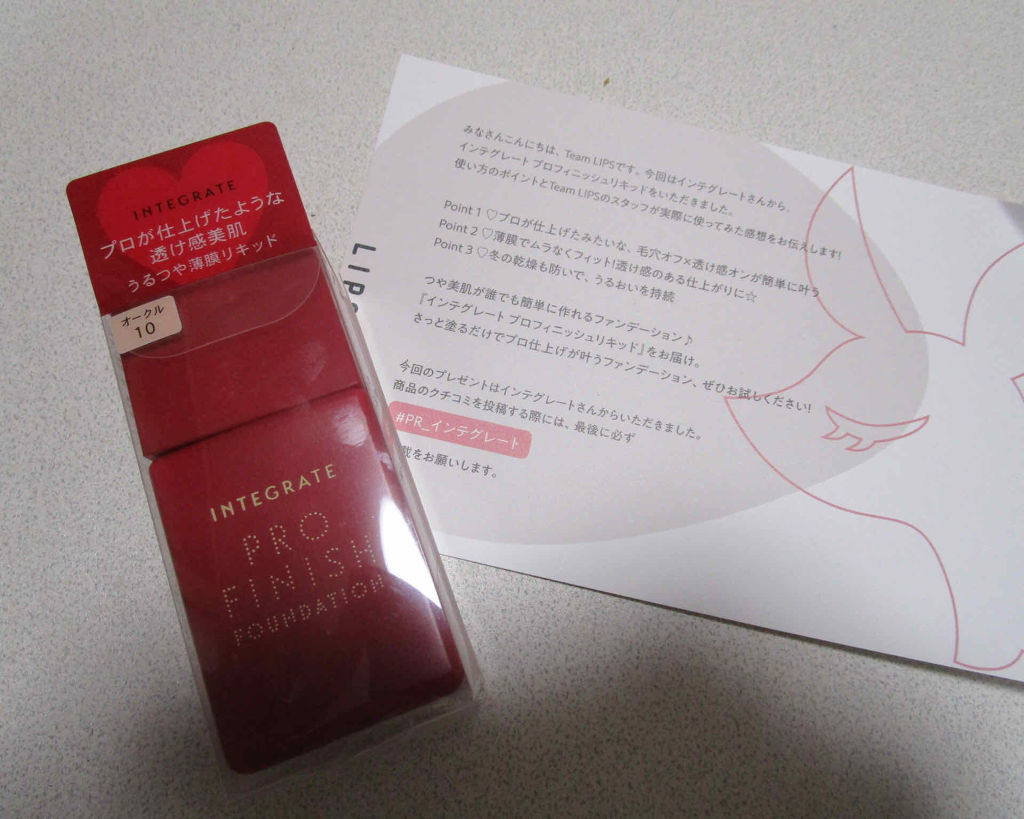 INTEGRATE
プロが仕上げたような
透け感美肌
うるつや薄膜リキッド
オークル
10
INTEGRATE
PRO
FINISH
FOUNDATION
LIPS
みなさんこんにちは、Team LIPSです。今回はインテグレートさんから、
インテグレート プロフィニッシュリキッドをいただきました。
使い方のポイントとTeam LIPSのスタッフが実際に使ってみた感想をお伝えします!
Point 1 ♡プロが仕上げたみたいな、毛穴オフ×透け感オンが簡単に叶う
Point 2 ♡薄膜でムラなくフィット!透け感のある仕上がりに☆
Point 3 ♡冬の乾燥も防いで、うるおいを持続
つや美肌が誰でも簡単に作れるファンデーション♪
『インテグレート プロフィニッシュリキッド』をお届け。
さっと塗るだけでプロ仕上げが叶うファンデーション、ぜひお試しください!
今回のプレゼントはインテグレートさんからいただきました。
商品のクチコミを投稿する際には、最後に必ず
#PR_インテグレート
載をお願いします。